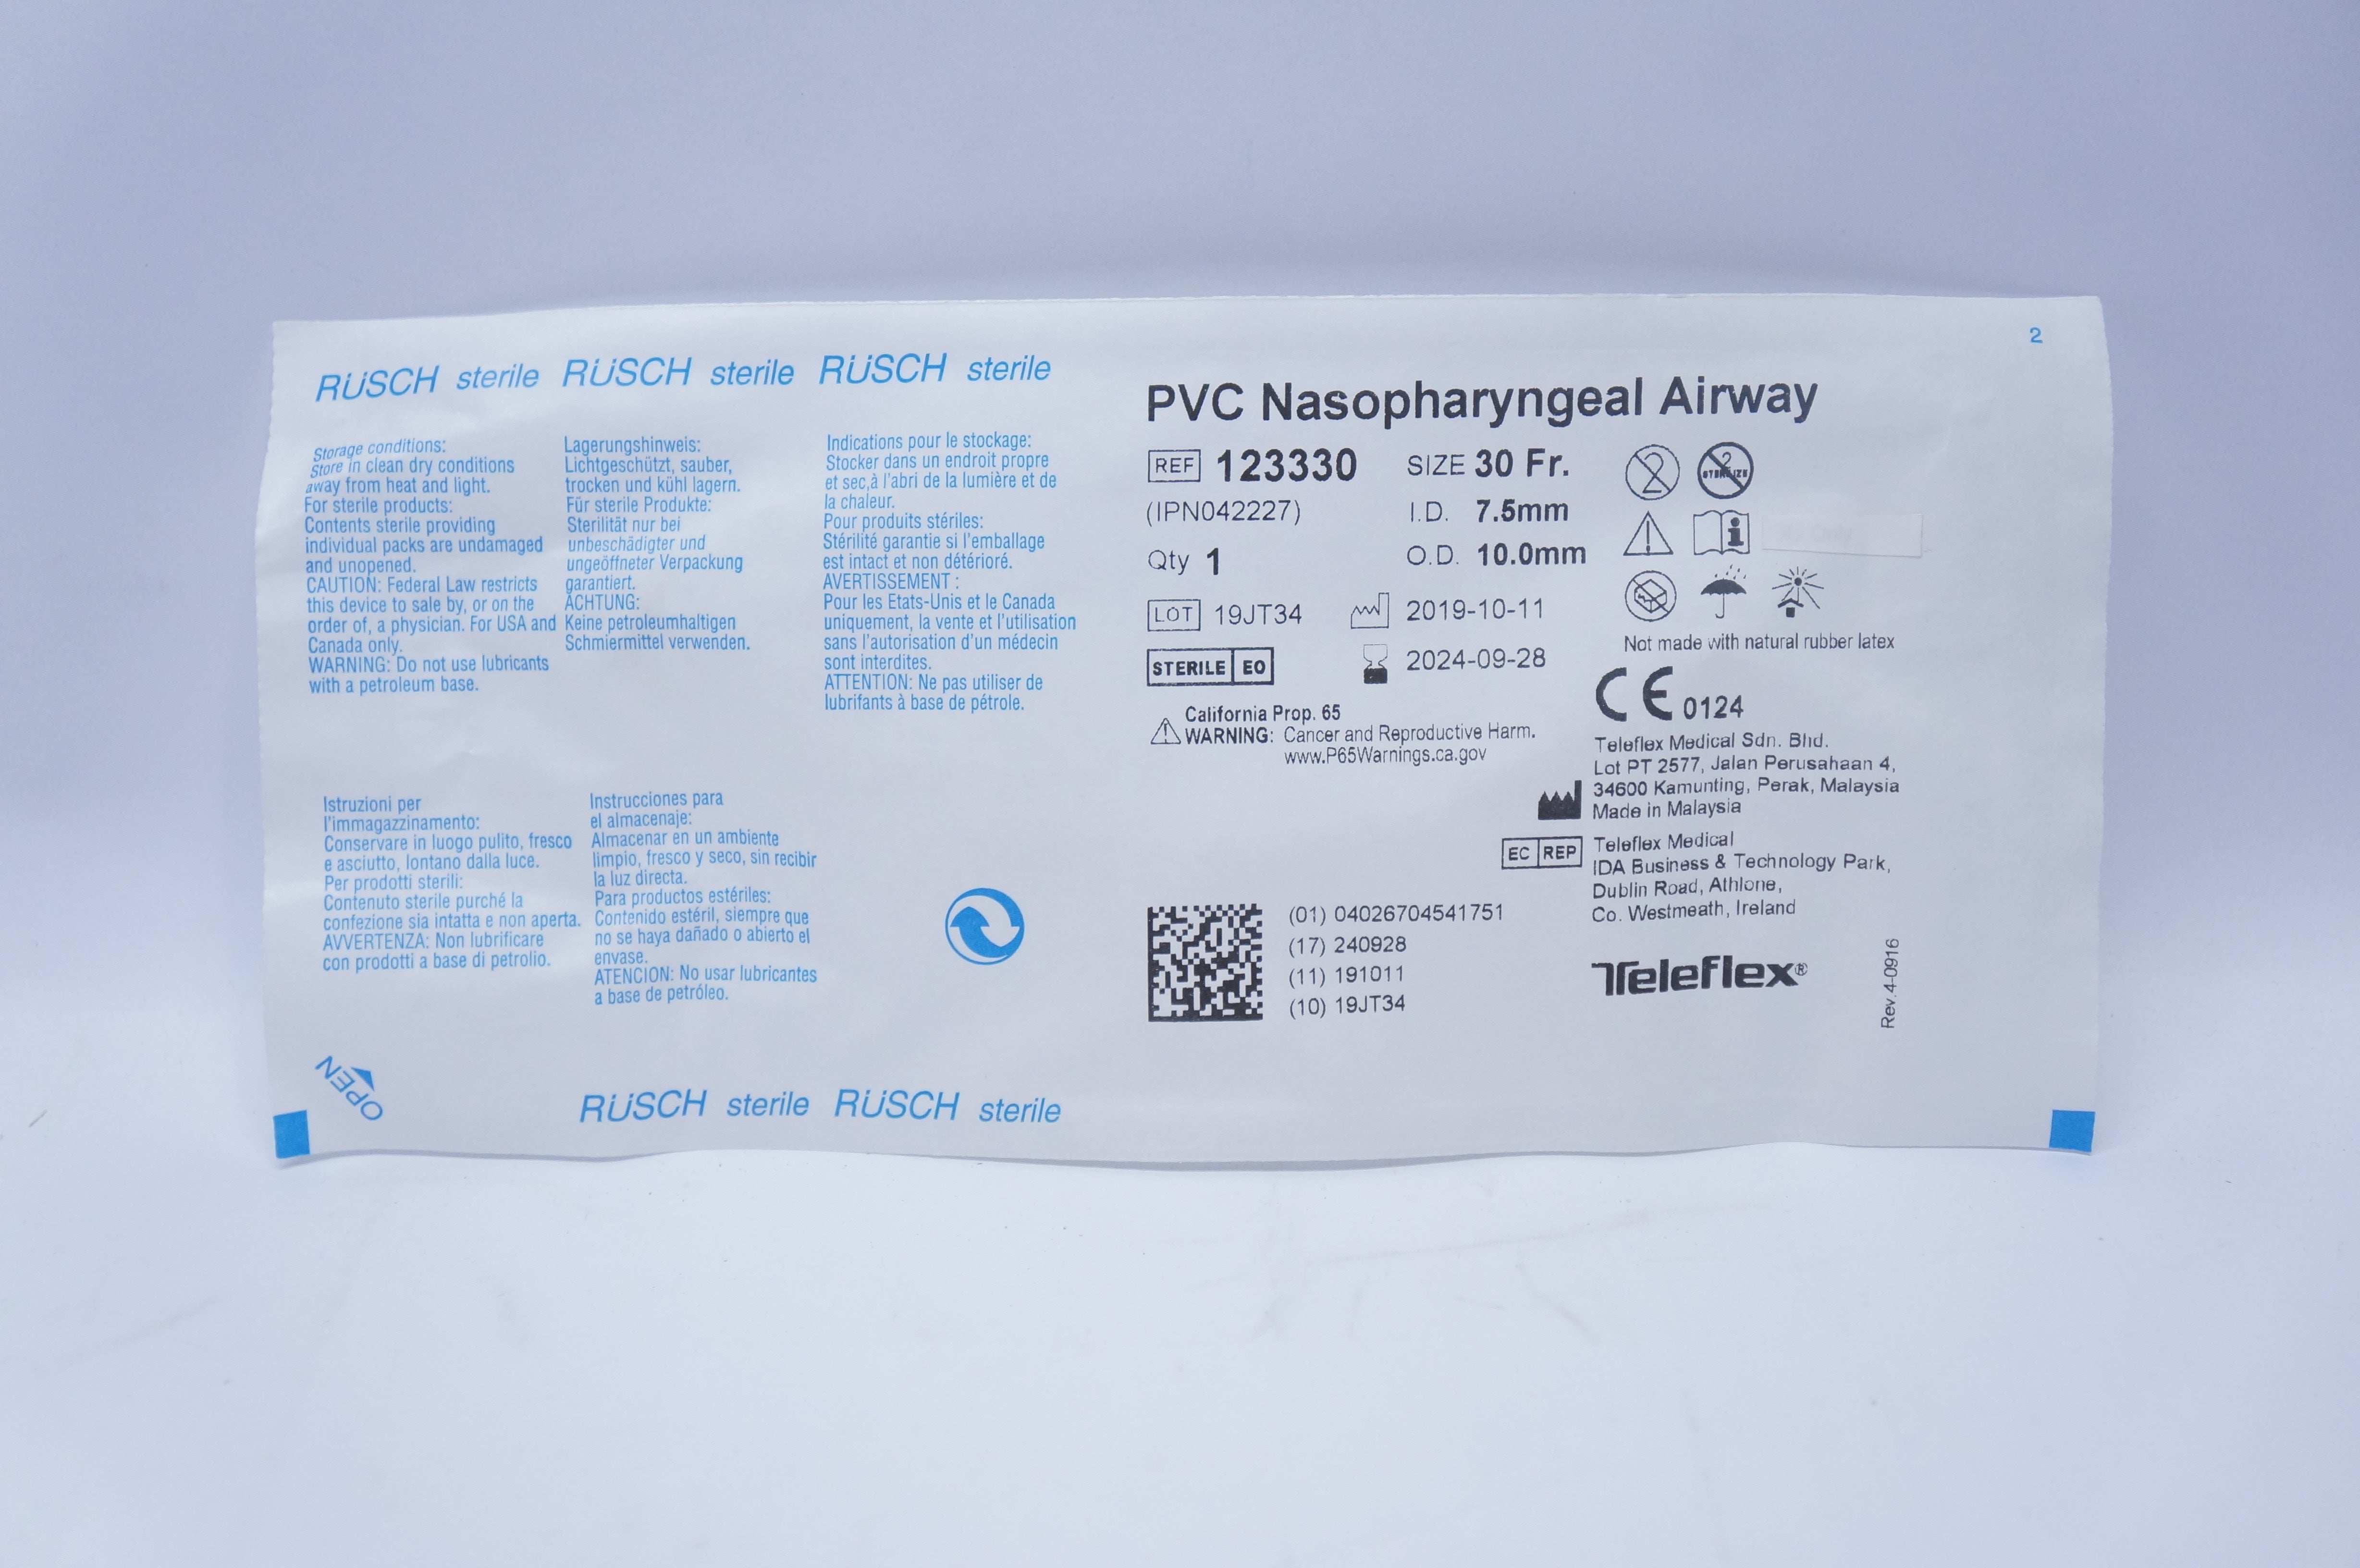 2
RÜSCH sterile RÜSCH sterile RÜSCH sterile
Storage conditions:
Store in clean dry conditions
away from heat and light.
For sterile products:
Contents sterile providing
individual packs are undamaged
and unopened.
CAUTION: Federal Law restricts
this device to sale by, or on the
order of, a physician. For USA and
Canada only.
WARNING: Do not use lubricants
with a petroleum base.
Lagerungshinweis:
Lichtgeschützt, sauber,
trocken und kühl lagern.
Für sterile Produkte:
Sterilität nur bei
unbeschädigter und
ungeöffneter Verpackung
garantiert.
ACHTUNG:
Keine petroleumhaltigen
Schmiermittel verwenden.
Indications pour le stockage:
Stocker dans un endroit propre
et sec,à l'abri de la lumière et de
la chaleur.
Pour produits stériles:
Stérilité garantie si l'emballage
est intact et non détérioré.
AVERTISSEMENT :
Pour les Etats-Unis et le Canada
uniquement, la vente et l'utilisation
sans l'autorisation d'un médecin
sont interdites.
ATTENTION: Ne pas utiliser de
lubrifants à base de pétrole.
Istruzioni per
l'immagazzinamento:
Conservare in luogo pulito, fresco
e asciutto, lontano dalla luce.
Per prodotti sterili:
Contenuto sterile purché la
confezione sia intatta e non aperta.
AVVERTENZA: Non lubrificare
con prodotti a base di petrolio.
Instrucciones para
el almacenaje:
Almacenar en un ambiente
limpio, fresco y seco, sin recibir
la luz directa.
Para productos estériles:
Contenido estéril, siempre que
no se haya dañado o abierto el
envase.
ATENCION: No usar lubricantes
a base de petróleo.
OPEN
RÜSCH sterile RÜSCH sterile
PVC Nasopharyngeal Airway
REF 123330 SIZE 30 Fr.
(IPN042227) I.D. 7.5mm
Qty 1 O.D. 10.0mm
LOT 19JT34 2019-10-11
STERILE EO 2024-09-28
California Prop. 65
WARNING: Cancer and Reproductive Harm.
www.P65Warnings.ca.gov
2
2
STERILIZE
Rx Only
Not made with natural rubber latex
CE 0124
Teleflex Medical Sdn. Bhd.
Lot PT 2577, Jalan Perusahaan 4,
34600 Kamunting, Perak, Malaysia
Made in Malaysia
EC REP Teleflex Medical
IDA Business & Technology Park,
Dublin Road, Athlone,
Co. Westmeath, Ireland
(01) 04026704541751
(17) 240928
(11) 191011
(10) 19JT34
Teleflex®
Rev.4-0916